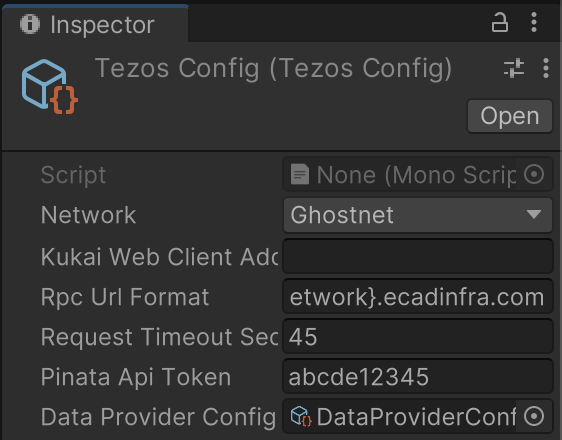 Inspector
Tezos Config (Tezos Config)
Open
Script None (Mono Scrip
Network Ghostnet
Kukai Web Client Add
Rpc Url Format etwork}.ecadinfra.com
Request Timeout Sec 45
Pinata Api Token abcde12345
Data Provider Config DataProviderConf